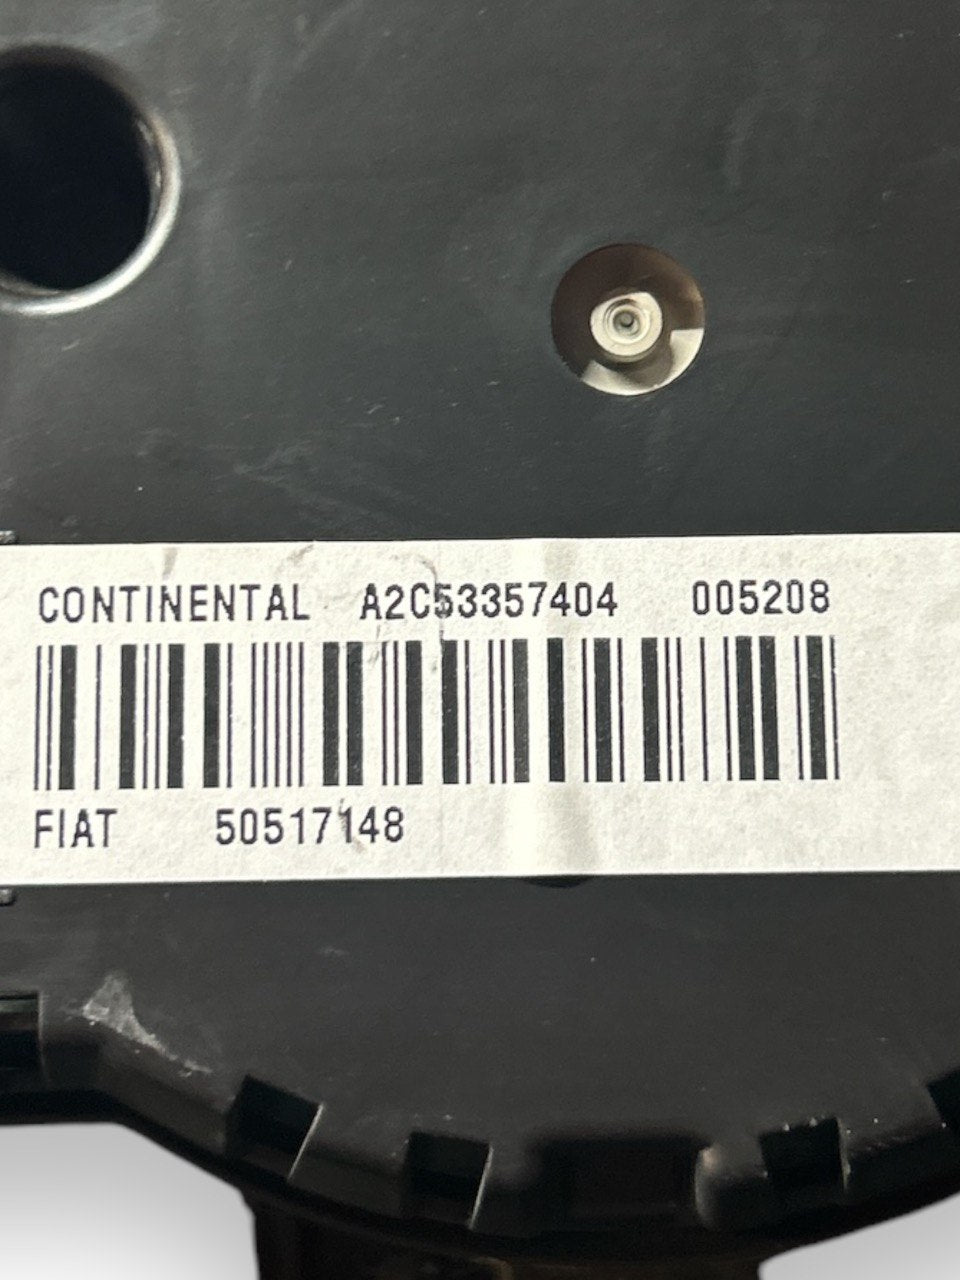 CONTINENTAL A2C53357404 005208
FIAT 50517148